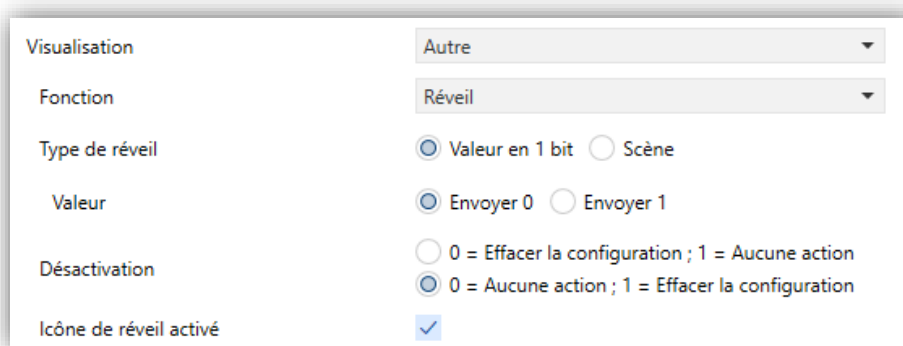 Visualisation Autre
Fonction Réveil
Type de réveil Valeur en 1 bit Scène
Valeur Envoyer 0 Envoyer 1
Désactivation
0 = Effacer la configuration ; 1 = Aucune action
0 = Aucune action ; 1 = Effacer la configuration
Icône de réveil activé